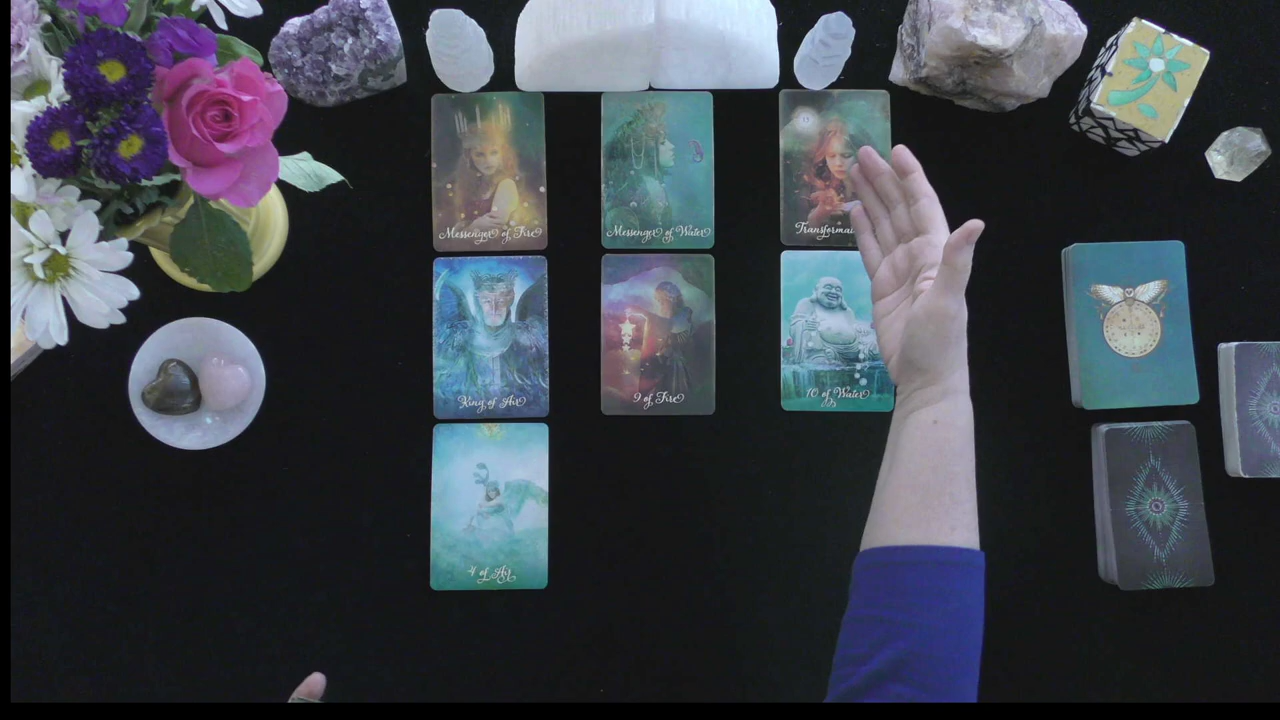 Messenger of Fire
Messenger of Water
King of Air
9 of Fire
10 of Water
4 of Air